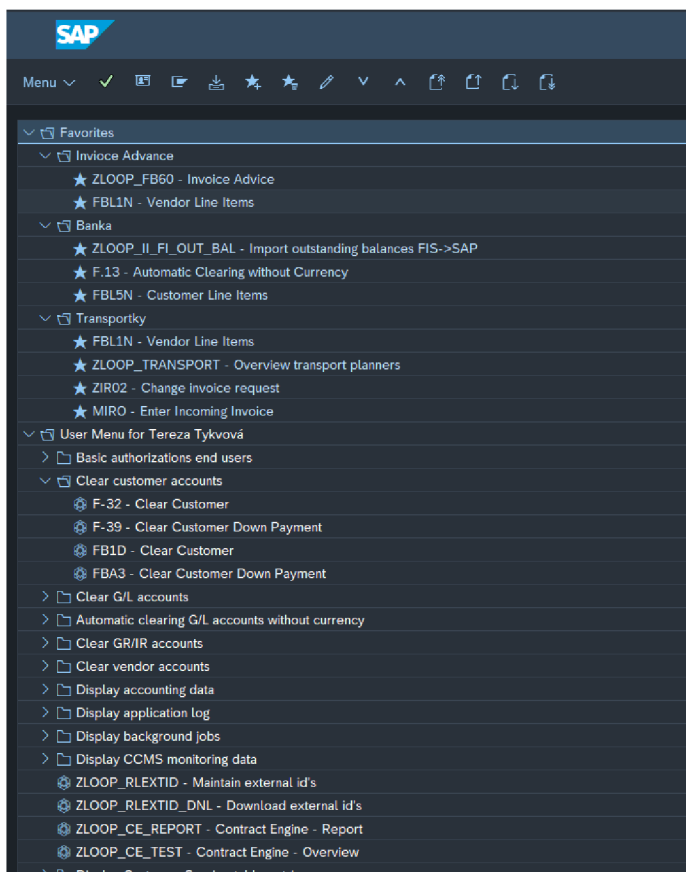 SAP
Menu
Favorites
Invioce Advance
ZLOOP_FB60 - Invoice Advice
FBL1N - Vendor Line Items
Banka
ZLOOP_II_FI_OUT_BAL - Import outstanding balances FIS->SAP
F.13 - Automatic Clearing without Currency
FBL5N - Customer Line Items
Transportky
FBL1N - Vendor Line Items
ZLOOP_TRANSPORT - Overview transport planners
ZIR02 - Change invoice request
MIRO - Enter Incoming Invoice
User Menu for Tereza Tykvová
Basic authorizations end users
Clear customer accounts
F-32 - Clear Customer
F-39 - Clear Customer Down Payment
FB1D - Clear Customer
FBA3 - Clear Customer Down Payment
Clear G/L accounts
Automatic clearing G/L accounts without currency
Clear GR/IR accounts
Clear vendor accounts
Display accounting data
Display application log
Display background jobs
Display CCMS monitoring data
ZLOOP_RLEXTID - Maintain external id's
ZLOOP_RLEXTID_DNL - Download external id's
ZLOOP_CE_REPORT - Contract Engine - Report
ZLOOP_CE_TEST - Contract Engine - Overview